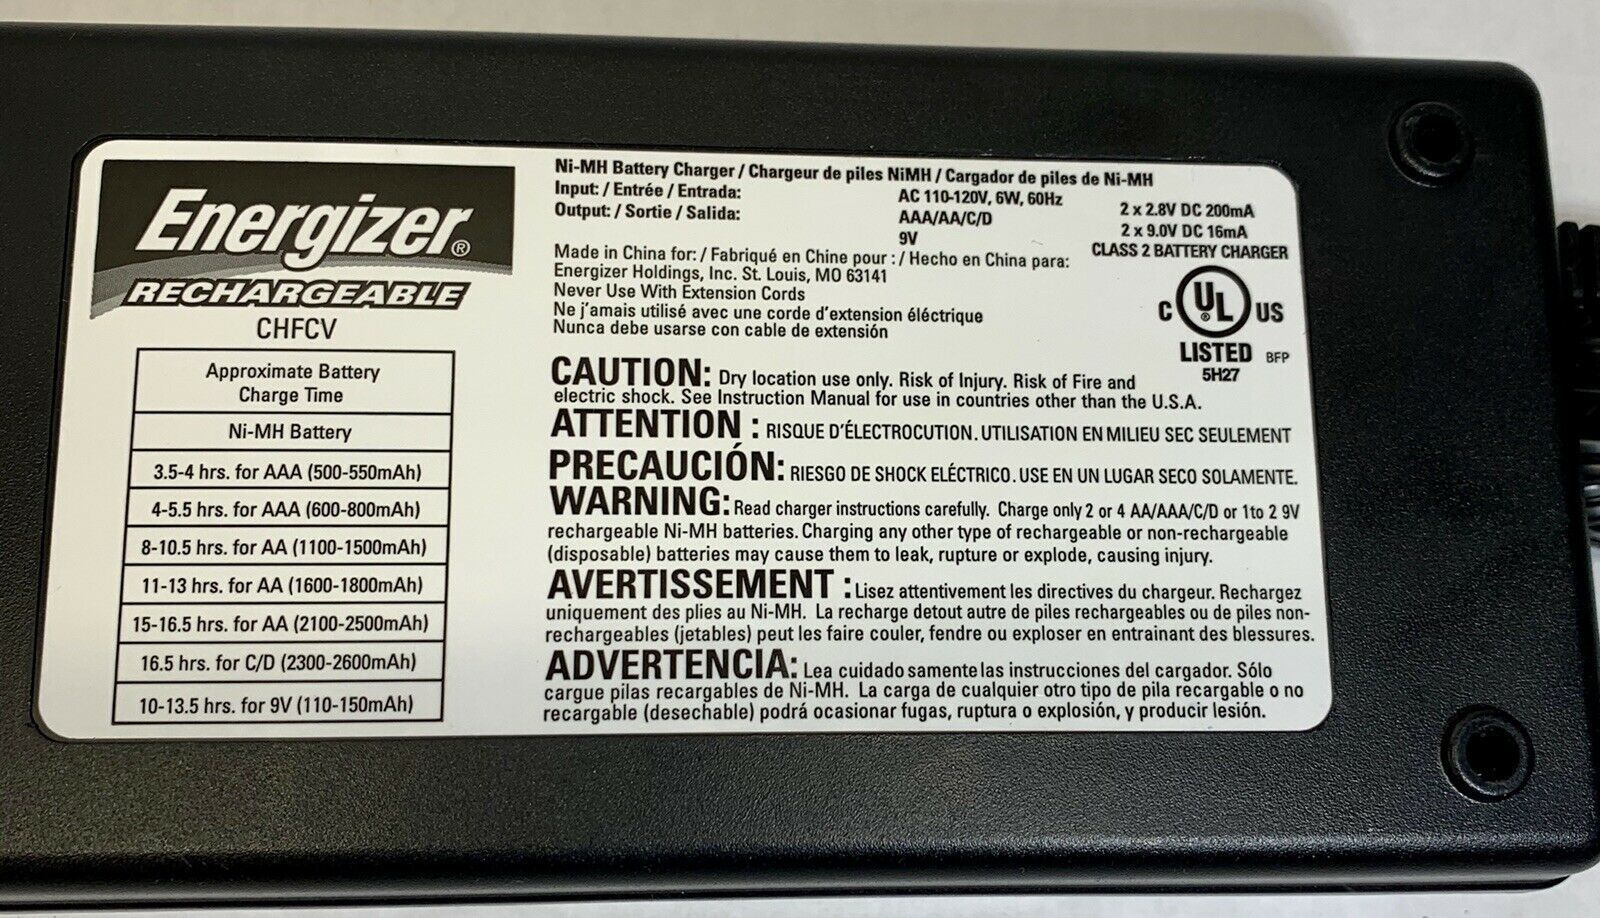 Energizer®
RECHARGEABLE
CHFCV
Approximate Battery
Charge Time
Ni-MH Battery
3.5-4 hrs. for AAA (500-550mAh)
4-5.5 hrs. for AAA (600-800mAh)
8-10.5 hrs. for AA (1100-1500mAh)
11-13 hrs. for AA (1600-1800mAh)
15-16.5 hrs. for AA (2100-2500mAh)
16.5 hrs. for C/D (2300-2600mAh)
10-13.5 hrs. for 9V (110-150mAh)
Ni-MH Battery Charger / Chargeur de piles NiMH / Cargador de piles de Ni-MH
Input: / Entrée / Entrada: AC 110-120V, 6W, 60Hz
Output: / Sortie / Salida: AAA/AA/C/D 2 x 2.8V DC 200mA
9V 2 x 9.0V DC 16mA
Made in China for: / Fabriqué en Chine pour : / Hecho en China para: CLASS 2 BATTERY CHARGER
Energizer Holdings, Inc. St. Louis, MO 63141
Never Use With Extension Cords
Ne j'amais utilisé avec une corde d'extension éléctrique
Nunca debe usarse con cable de extensión
C UL® US
LISTED BFP
5H27
CAUTION: Dry location use only. Risk of Injury. Risk of Fire and
electric shock. See Instruction Manual for use in countries other than the U.S.A.
ATTENTION : RISQUE D'ÉLECTROCUTION. UTILISATION EN MILIEU SEC SEULEMENT
PRECAUCIÓN: RIESGO DE SHOCK ELÉCTRICO. USE EN UN LUGAR SECO SOLAMENTE.
WARNING: Read charger instructions carefully. Charge only 2 or 4 AA/AAA/C/D or 1 to 2 9V
rechargeable Ni-MH batteries. Charging any other type of rechargeable or non-rechargeable
(disposable) batteries may cause them to leak, rupture or explode, causing injury.
AVERTISSEMENT : Lisez attentivement les directives du chargeur. Rechargez
uniquement des plies au Ni-MH. La recharge detout autre de piles rechargeables ou de piles non-
rechargeables (jetables) peut les faire couler, fendre ou exploser en entrainant des blessures.
ADVERTENCIA: Lea cuidado samente las instrucciones del cargador. Sólo
cargue pilas recargables de Ni-MH. La carga de cualquier otro tipo de pila recargable o no
recargable (desechable) podrá ocasionar fugas, ruptura o explosión, y producir lesión.